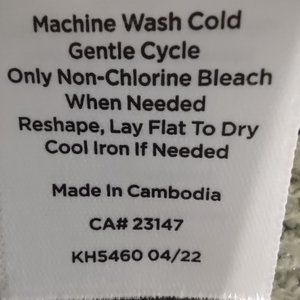 Machine Wash Cold
Gentle Cycle
Only Non-Chlorine Bleach
When Needed
Reshape, Lay Flat To Dry
Cool Iron If Needed
Made In Cambodia
CA# 23147
KH5460 04/22